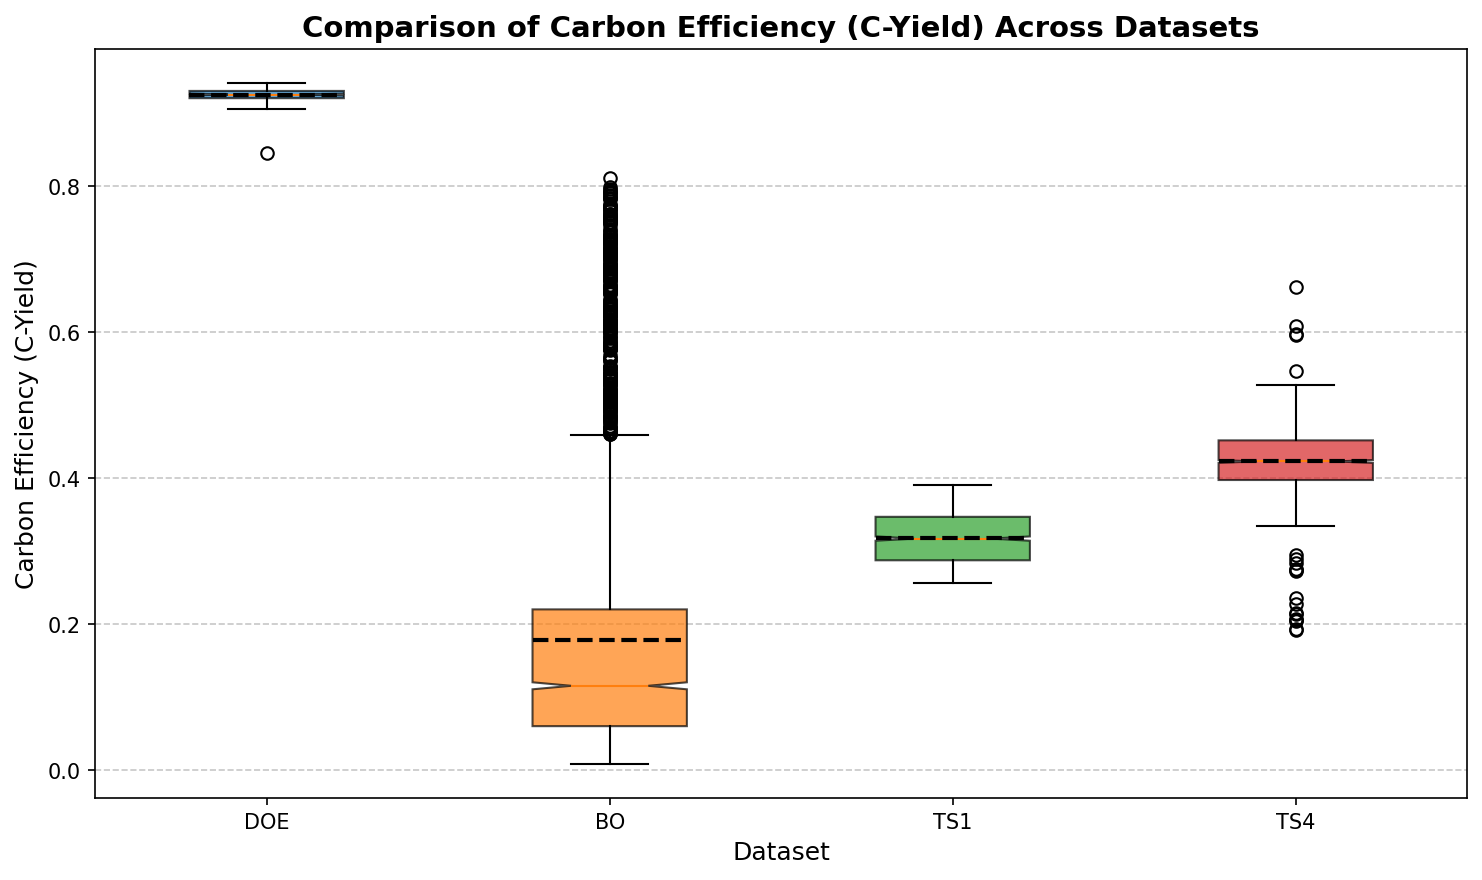 Comparison of Carbon Efficiency (C-Yield) Across Datasets
Carbon Efficiency (C-Yield)
0.8
0.6
0.4
0.2
0.0
DOE
BO
TS1
TS4
Dataset